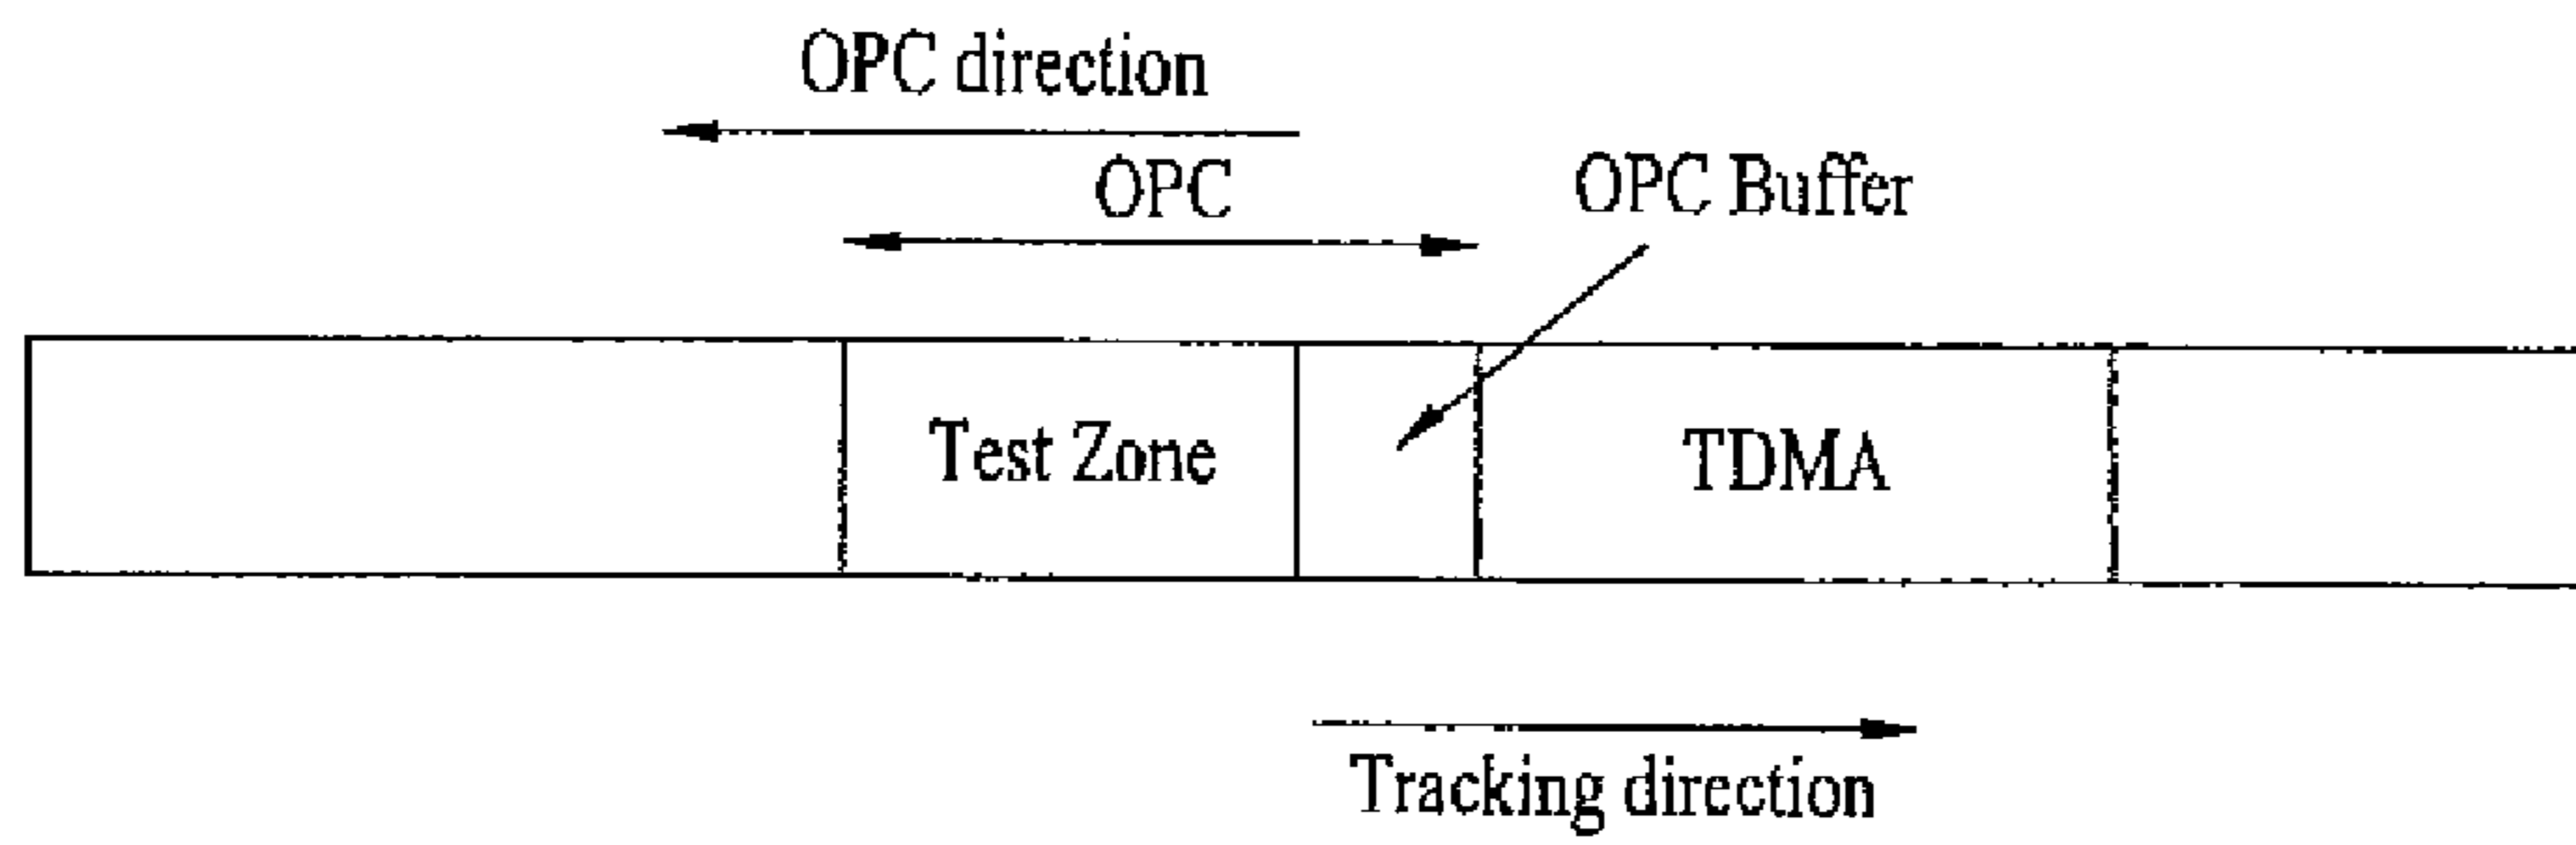 OPC direction
OPC
OPC Buffer
Test Zone
TDMA
Tracking direction